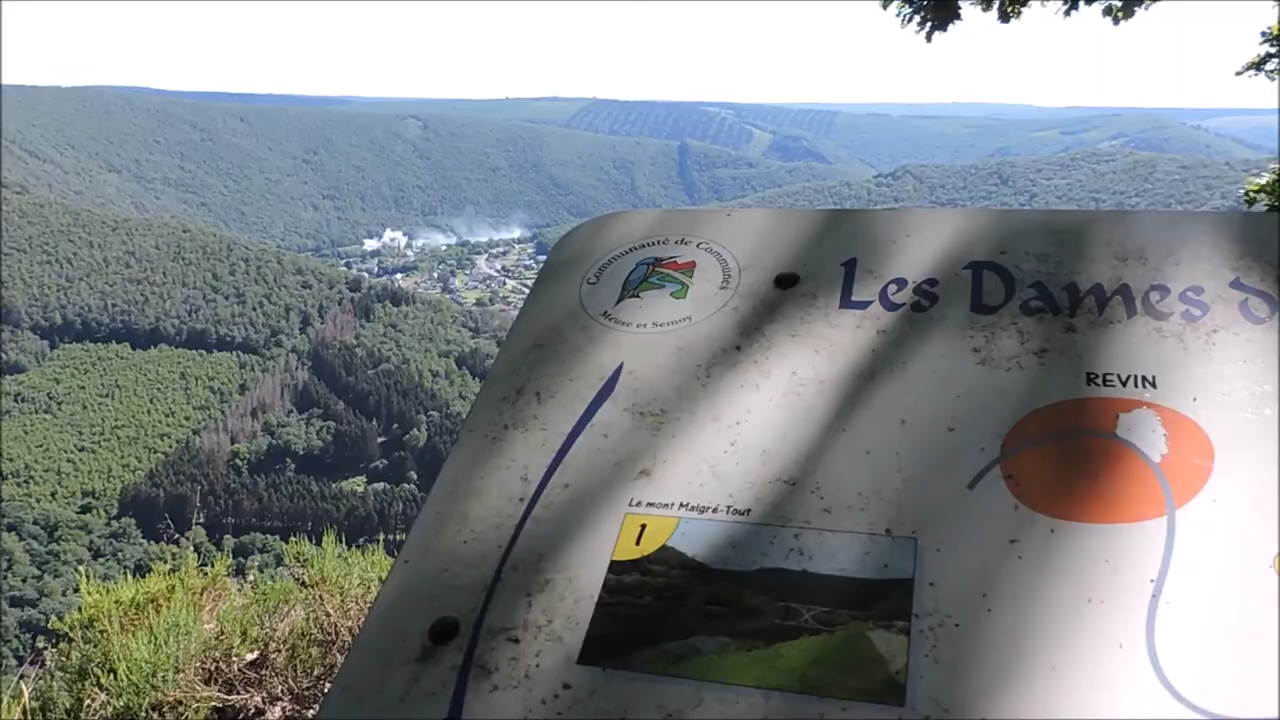 Communauté de Communes
Meuse et Semoy
Les Dames d
REVIN
Le mont Malgré-Tout
1